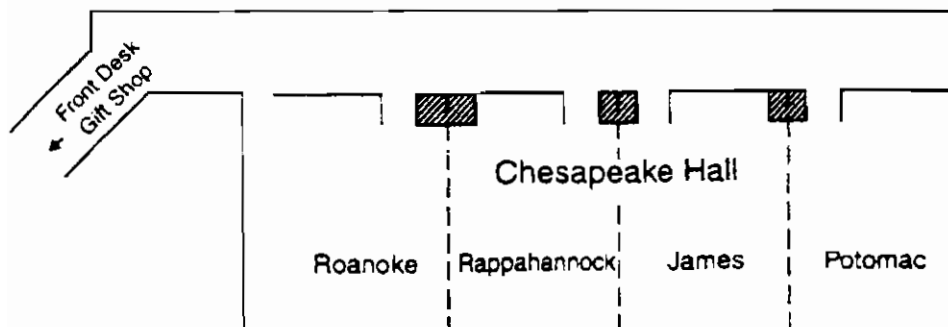 Front Desk
Gift Shop
Chesapeake Hall
Roanoke
Rappahannock
James
Potomac